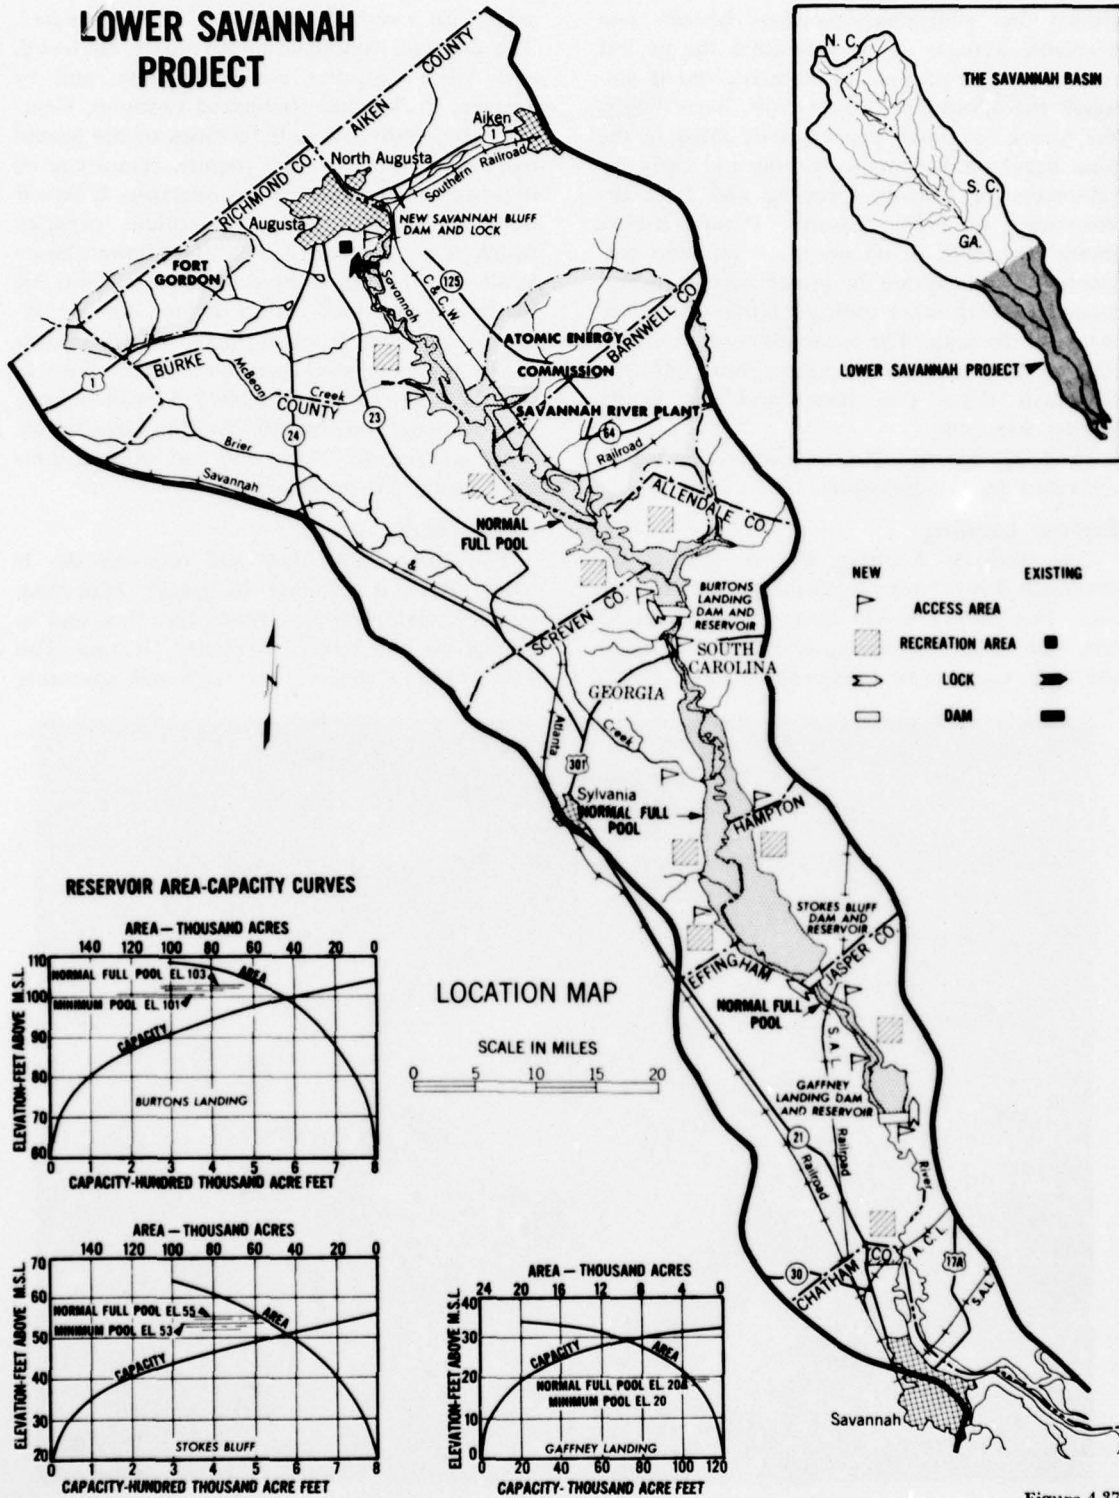 LOWER SAVANNAH
PROJECT
COUNTY
AIKEN
RICHMOND CO.
Aiken
1
North Augusta
Southern Railroad
Augusta
NEW SAVANNAH BLUFF
DAM AND LOCK
FORT
GORDON
Savannah
C. & C. W.
125
ATOMIC ENERGY
COMMISSION
SAVANNAH RIVER PLANT
BARNWELL CO.
1
BURKE
COUNTY
McBean
Creek
24
23
64
Railroad
Brier
Savannah
&
ALLENDALE CO.
NORMAL
FULL POOL
BURTONS
LANDING
DAM AND
RESERVOIR
SCREVEN CO.
SOUTH
CAROLINA
GEORGIA
Creek
Atlanta
301
Sylvania
NORMAL FULL
POOL
HAMPTON
STOKES BLUFF
DAM AND
RESERVOIR
EFFINGHAM
JASPER CO.
NORMAL FULL
POOL
S. A. L.
GAFFNEY
LANDING DAM
AND RESERVOIR
21
Railroad
Railroad
River
A. C. L.
CHATHAM
CO.
30
17A
S.A.L.
Savannah
N. C.
THE SAVANNAH BASIN
S. C.
GA.
LOWER SAVANNAH PROJECT
NEW
EXISTING
ACCESS AREA
RECREATION AREA
LOCK
DAM
LOCATION MAP
SCALE IN MILES
0 5 10 15 20
RESERVOIR AREA-CAPACITY CURVES
AREA — THOUSAND ACRES
140 120 100 80 60 40 20 0
110
100
90
80
70
60
ELEVATION-FEET ABOVE M.S.L.
NORMAL FULL POOL EL. 103
MINIMUM POOL EL. 101
AREA
CAPACITY
BURTONS LANDING
0 1 2 3 4 5 6 7 8
CAPACITY-HUNDRED THOUSAND ACRE FEET
AREA — THOUSAND ACRES
140 120 100 80 60 40 20 0
70
60
50
40
30
20
ELEVATION-FEET ABOVE M.S.L.
NORMAL FULL POOL EL. 55
MINIMUM POOL EL. 53
AREA
CAPACITY
STOKES BLUFF
0 1 2 3 4 5 6 7 8
CAPACITY-HUNDRED THOUSAND ACRE FEET
AREA — THOUSAND ACRES
24 20 16 12 8 4 0
40
30
20
10
0
ELEVATION-FEET ABOVE M.S.L.
CAPACITY
AREA
NORMAL FULL POOL EL. 20
MINIMUM POOL EL. 20
GAFFNEY LANDING
0 20 40 60 80 100 120
CAPACITY- THOUSAND ACRE FEET